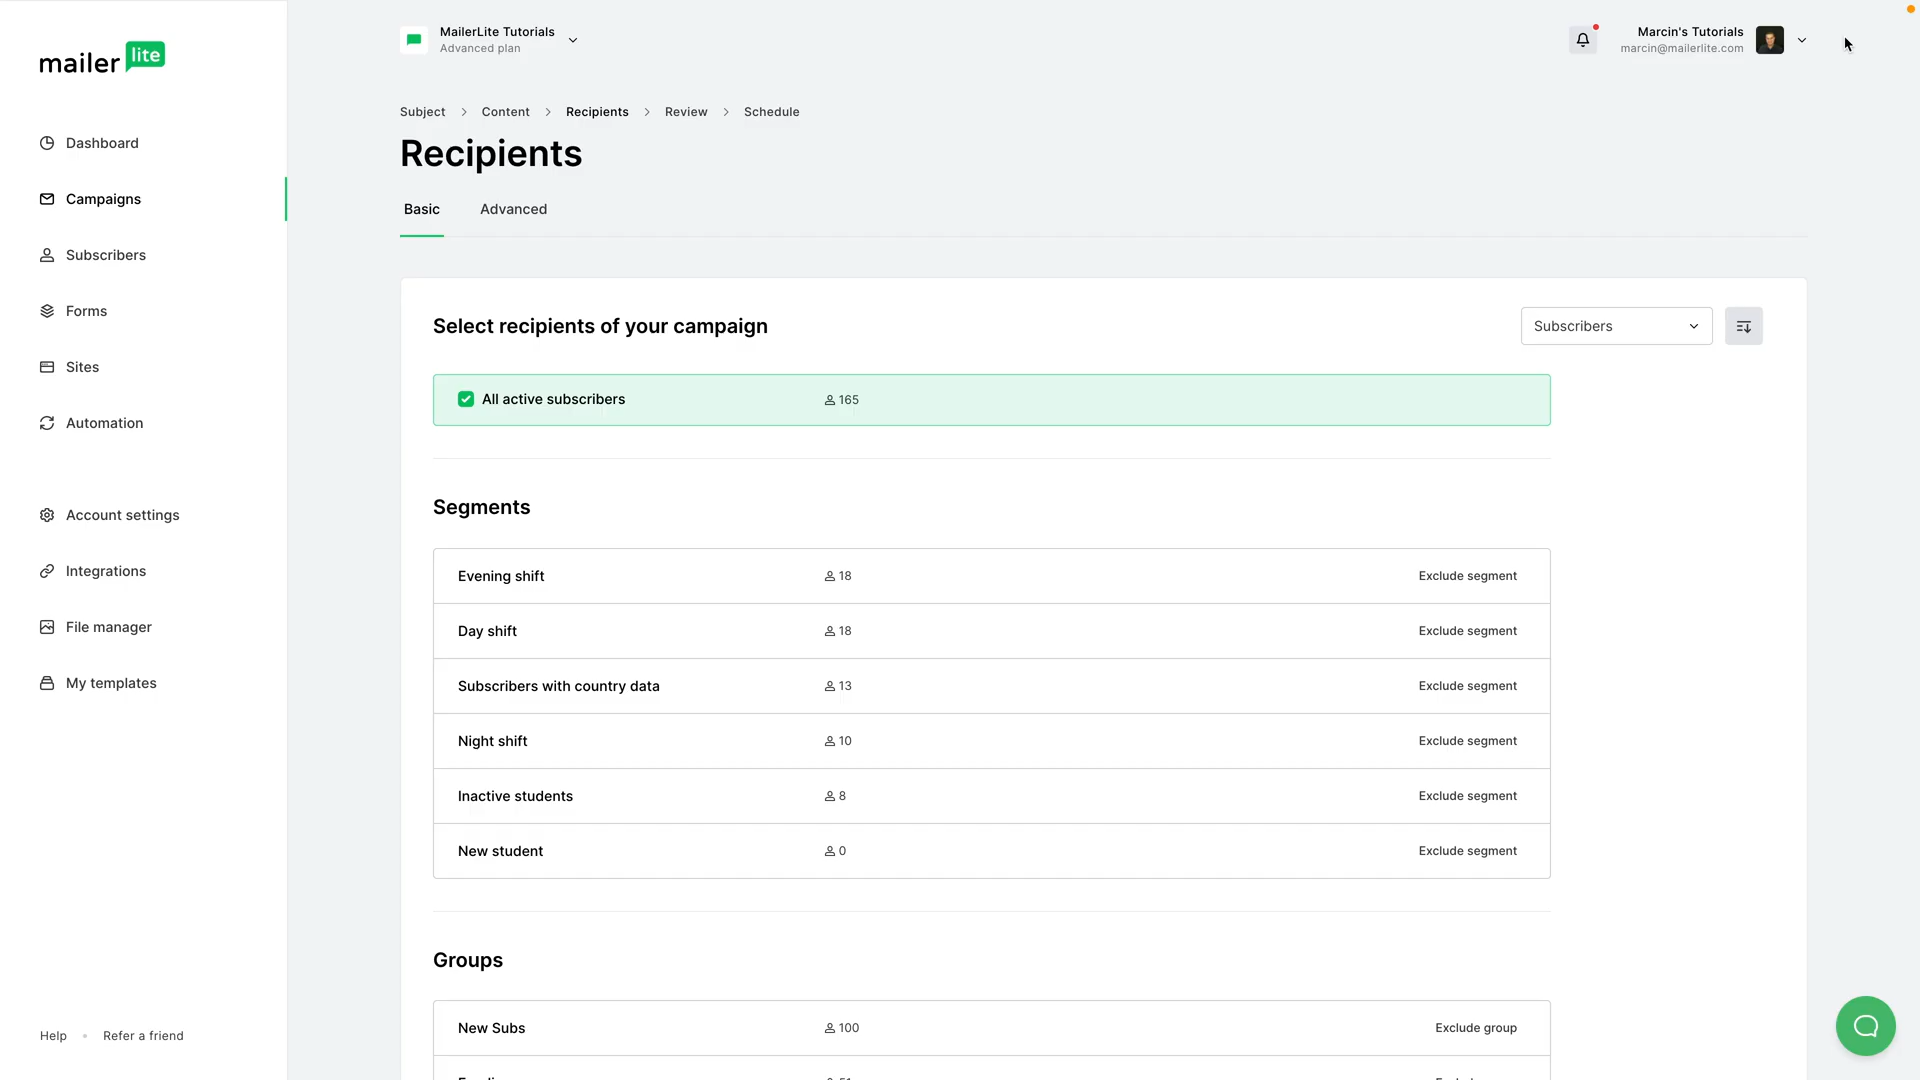 mailer lite
Dashboard
Campaigns
Subscribers
Forms
Sites
Automation
Account settings
Integrations
File manager
My templates
Help • Refer a friend
MailerLite Tutorials
Advanced plan
Marcin's Tutorials
marcin@mailerlite.com
Subject > Content > Recipients > Review > Schedule
Recipients
Basic Advanced
Select recipients of your campaign
Subscribers
All active subscribers 165
Segments
Evening shift 18 Exclude segment
Day shift 18 Exclude segment
Subscribers with country data 13 Exclude segment
Night shift 10 Exclude segment
Inactive students 8 Exclude segment
New student 0 Exclude segment
Groups
New Subs 100 Exclude group